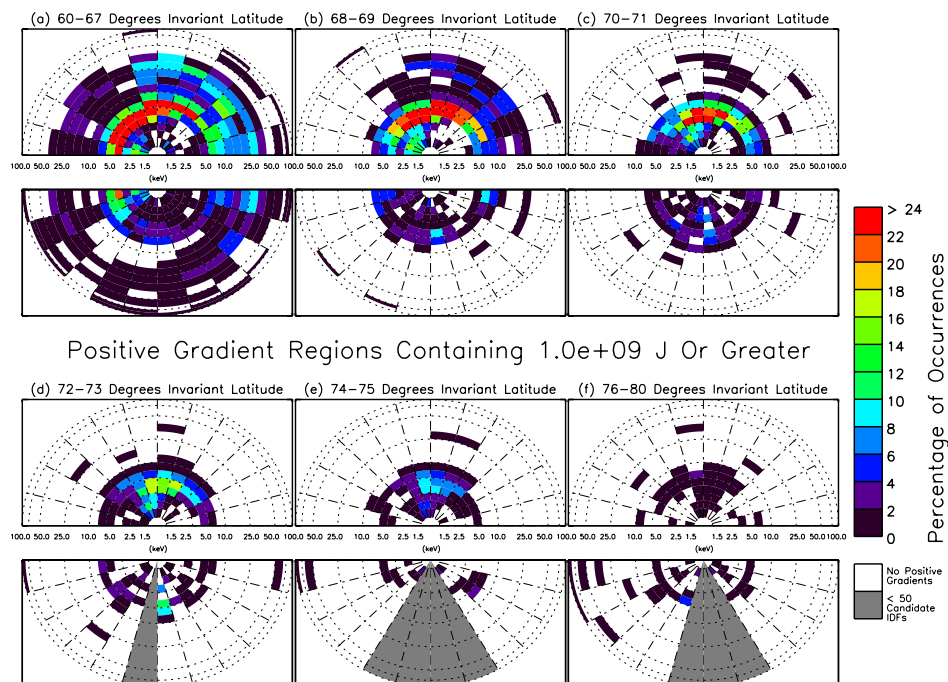 (a) 60-67 Degrees Invariant Latitude
(b) 68-69 Degrees Invariant Latitude
(c) 70-71 Degrees Invariant Latitude
100.0 50.0 25.0 10.0 5.0 2.5 1.5 1.5 2.5 5.0 10.0 25.0 50.0 100.0
50.0 25.0 10.0 5.0 2.5 1.5 1.5 2.5 5.0 10.0 25.0 50.0 100.0
50.0 25.0 10.0 5.0 2.5 1.5 1.5 2.5 5.0 10.0 25.0 50.0 100.0
(keV)
(keV)
(keV)
Positive Gradient Regions Containing 1.0e+09 J Or Greater
(d) 72-73 Degrees Invariant Latitude
(e) 74-75 Degrees Invariant Latitude
(f) 76-80 Degrees Invariant Latitude
100.0 50.0 25.0 10.0 5.0 2.5 1.5 1.5 2.5 5.0 10.0 25.0 50.0 100.0
50.0 25.0 10.0 5.0 2.5 1.5 1.5 2.5 5.0 10.0 25.0 50.0 100.0
50.0 25.0 10.0 5.0 2.5 1.5 1.5 2.5 5.0 10.0 25.0 50.0 100.0
(keV)
(keV)
(keV)
> 24
22
20
18
16
14
12
10
8
6
4
2
0
Percentage of Occurrences
No Positive
Gradients
< 50
Candidate
IDFs